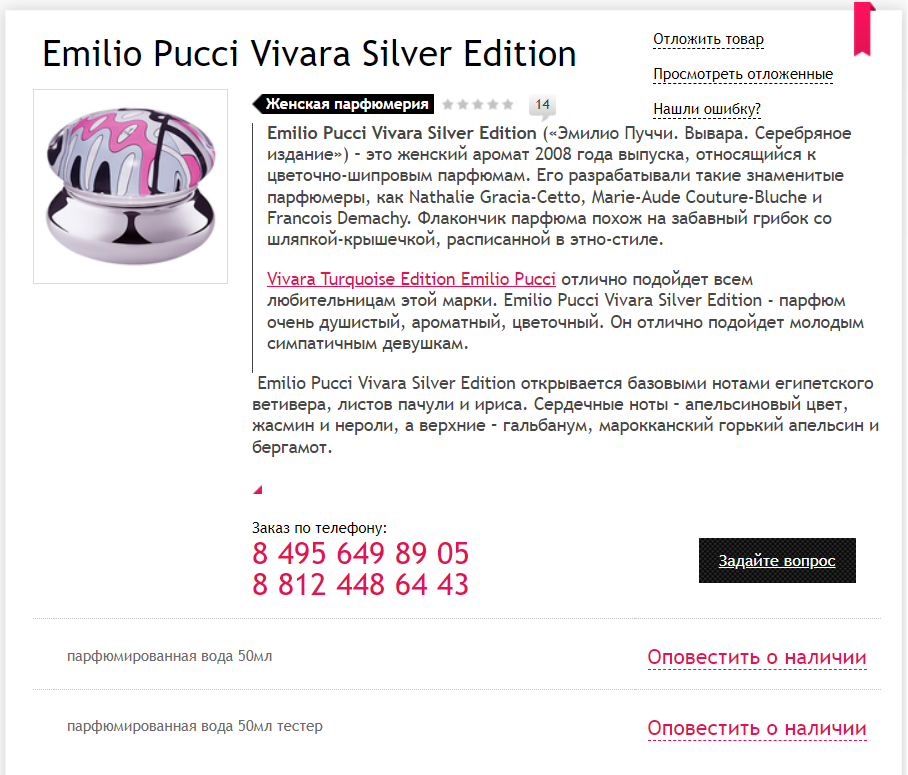 Emilio Pucci Vivara Silver Edition
Отложить товар
Просмотреть отложенные
Нашли ошибку?
Женская парфюмерия
14
Emilio Pucci Vivara Silver Edition («Эмилио Пуччи. Вывара. Серебряное
издание») – это женский аромат 2008 года выпуска, относящийся к
цветочно-шипровым парфюмам. Его разрабатывали такие знаменитые
парфюмеры, как Nathalie Gracia-Cetto, Marie-Aude Couture-Bluche и
Francois Demachy. Флакончик парфюма похож на забавный грибок со
шляпкой-крышечкой, расписанной в этно-стиле.
Vivara Turquoise Edition Emilio Pucci отлично подойдет всем
любительницам этой марки. Emilio Pucci Vivara Silver Edition - парфюм
очень душистый, ароматный, цветочный. Он отлично подойдет молодым
симпатичным девушкам.
Emilio Pucci Vivara Silver Edition открывается базовыми нотами египетского
ветивера, листов пачули и ириса. Сердечные ноты – апельсиновый цвет,
жасмин и нероли, а верхние – гальбанум, марокканский горький апельсин и
бергамот.
Заказ по телефону:
8 495 649 89 05
8 812 448 64 43
Задайте вопрос
парфюмированная вода 50мл
Оповестить о наличии
парфюмированная вода 50мл тестер
Оповестить о наличии